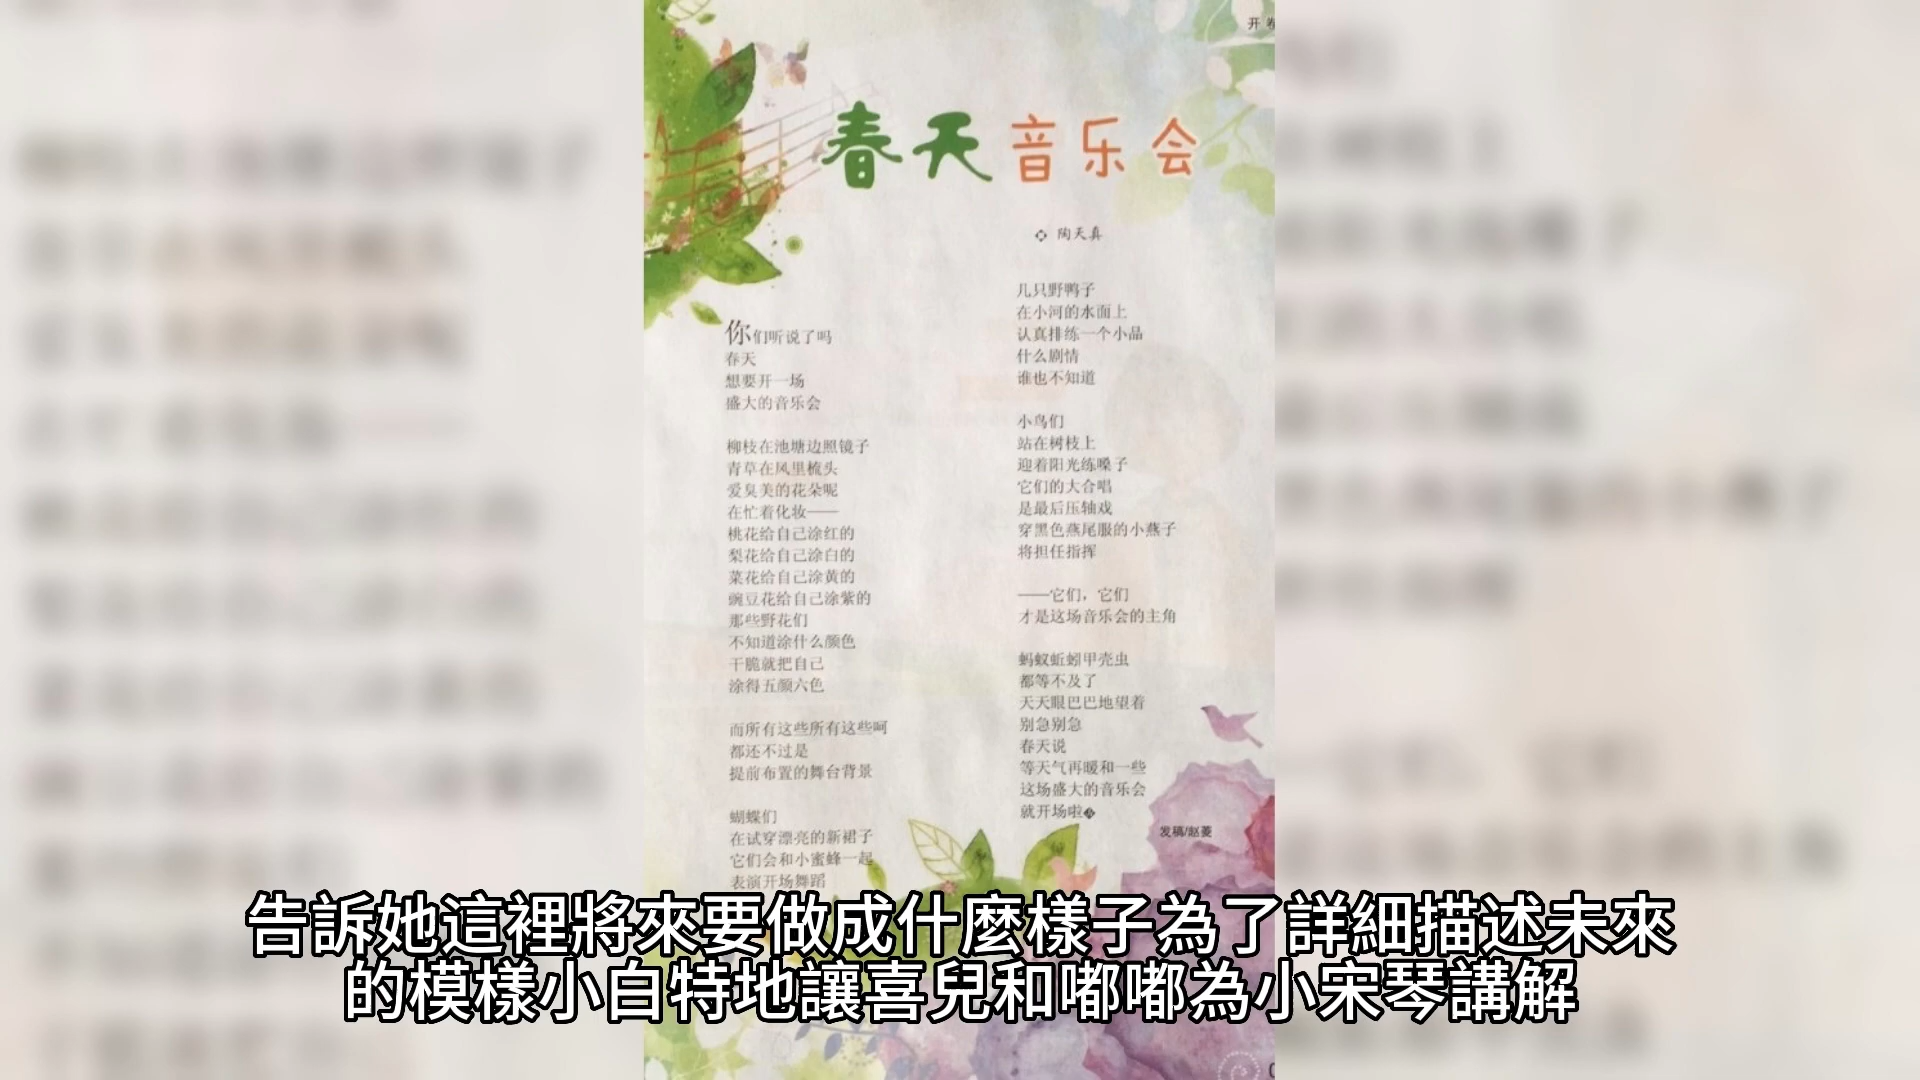 开卷
春天音乐会
陶天真
你们听说了吗
春天
想要开一场
盛大的音乐会
柳枝在池塘边照镜子
青草在风里梳头
爱臭美的花朵呢
在忙着化妆——
桃花给自己涂红的
梨花给自己涂白的
菜花给自己涂黄的
豌豆花给自己涂紫的
那些野花们
不知道涂什么颜色
干脆就把自己
涂得五颜六色
而所有这些所有这些呵
都还不过是
提前布置的舞台背景
蝴蝶们
在试穿漂亮的新裙子
它们会和小蜜蜂一起
表演开场舞蹈
几只野鸭子
在小河的水面上
认真排练一个小品
什么剧情
谁也不知道
小鸟们
站在树枝上
迎着阳光练嗓子
它们的大合唱
是最后压轴戏
穿黑色燕尾服的小燕子
将担任指挥
——它们，它们
才是这场音乐会的主角
蚂蚁蚯蚓甲壳虫
都等不及了
天天眼巴巴地望着
别急别急
春天说
等天气再暖和一些
这场盛大的音乐会
就开场啦
发稿/赵菱
告訴她這裡將來要做成什麼樣子為了詳細描述未來
的模樣小白特地讓喜兒和嘟嘟為小宋琴講解